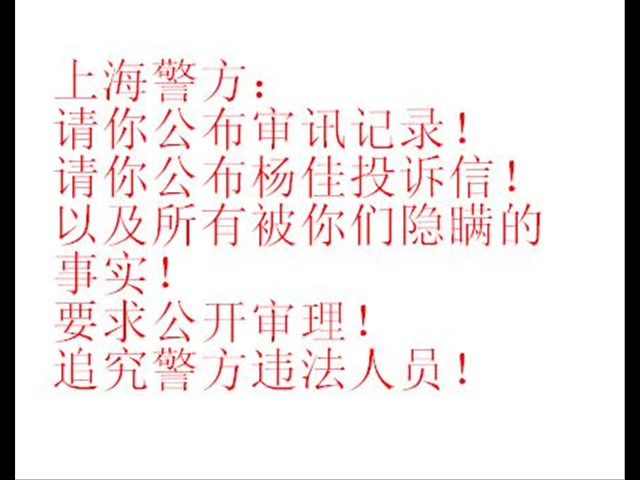 上海警方：
请你公布审讯记录！
请你公布杨佳投诉信！
以及所有被你们隐瞒的
事实！
要求公开审理！
追究警方违法人员！